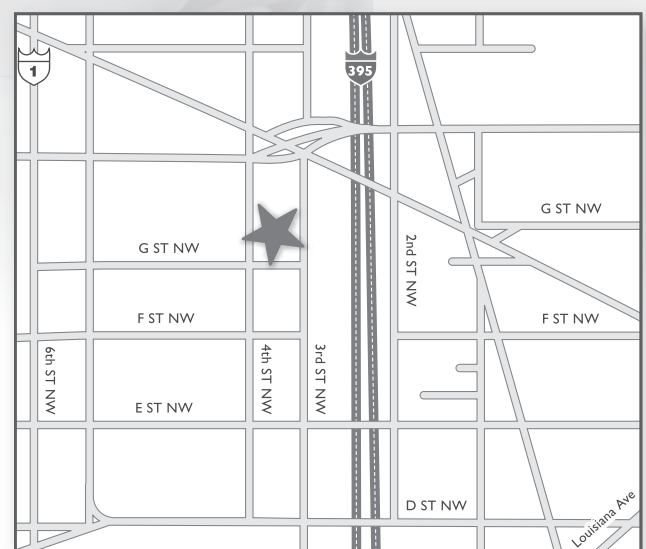 1
395
G ST NW
G ST NW
2nd ST NW
F ST NW
F ST NW
6th ST NW
4th ST NW
3rd ST NW
E ST NW
D ST NW
Louisiana Ave